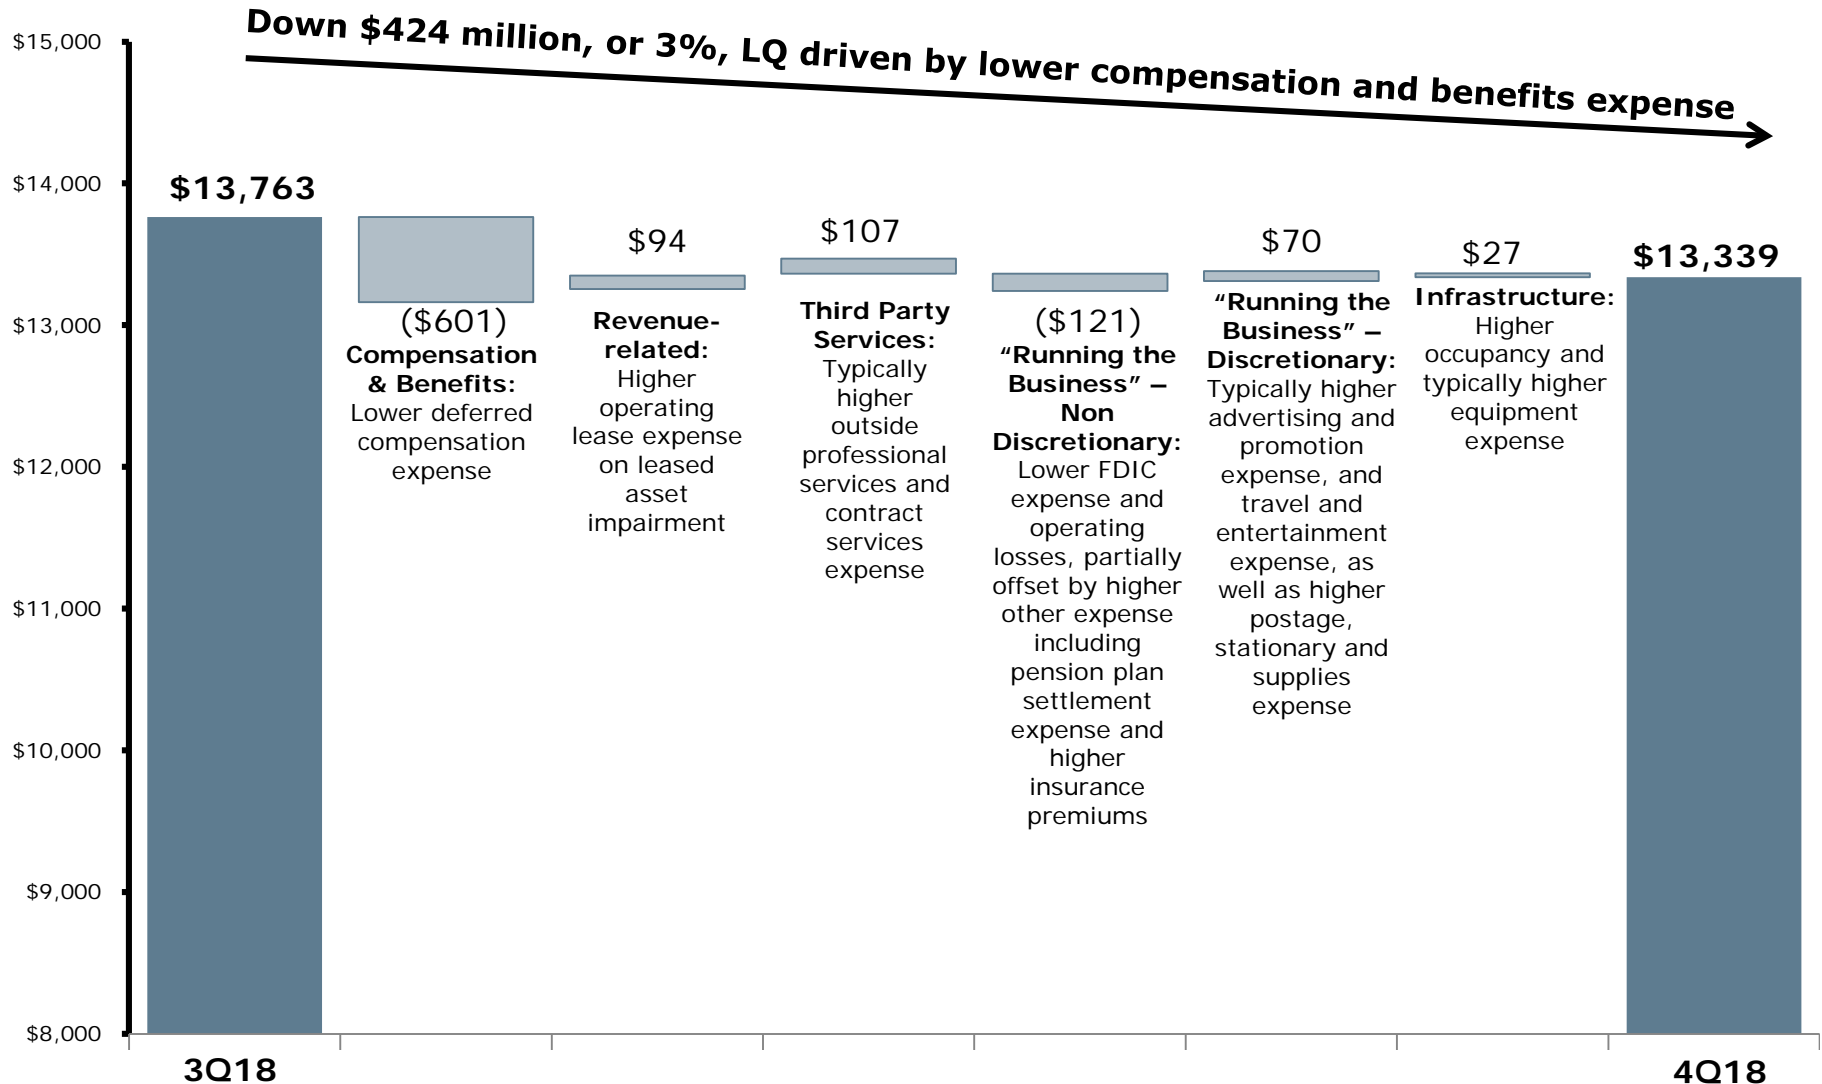 Down $424 million, or 3%, LQ driven by lower compensation and benefits expense
$15,000
$14,000
$13,000
$12,000
$11,000
$10,000
$9,000
$8,000
$13,763
3Q18
($601)
Compensation
& Benefits:
Lower deferred
compensation
expense
$94
Revenue-
related:
Higher
operating
lease expense
on leased
asset
impairment
$107
Third Party
Services:
Typically
higher
outside
professional
services and
contract
services
expense
($121)
“Running the
Business” –
Non
Discretionary:
Lower FDIC
expense and
operating
losses, partially
offset by higher
other expense
including
pension plan
settlement
expense and
higher
insurance
premiums
$70
“Running the
Business” –
Discretionary:
Typically higher
advertising and
promotion
expense, and
travel and
entertainment
expense, as
well as higher
postage,
stationary and
supplies
expense
$27
Infrastructure:
Higher
occupancy and
typically higher
equipment
expense
$13,339
4Q18